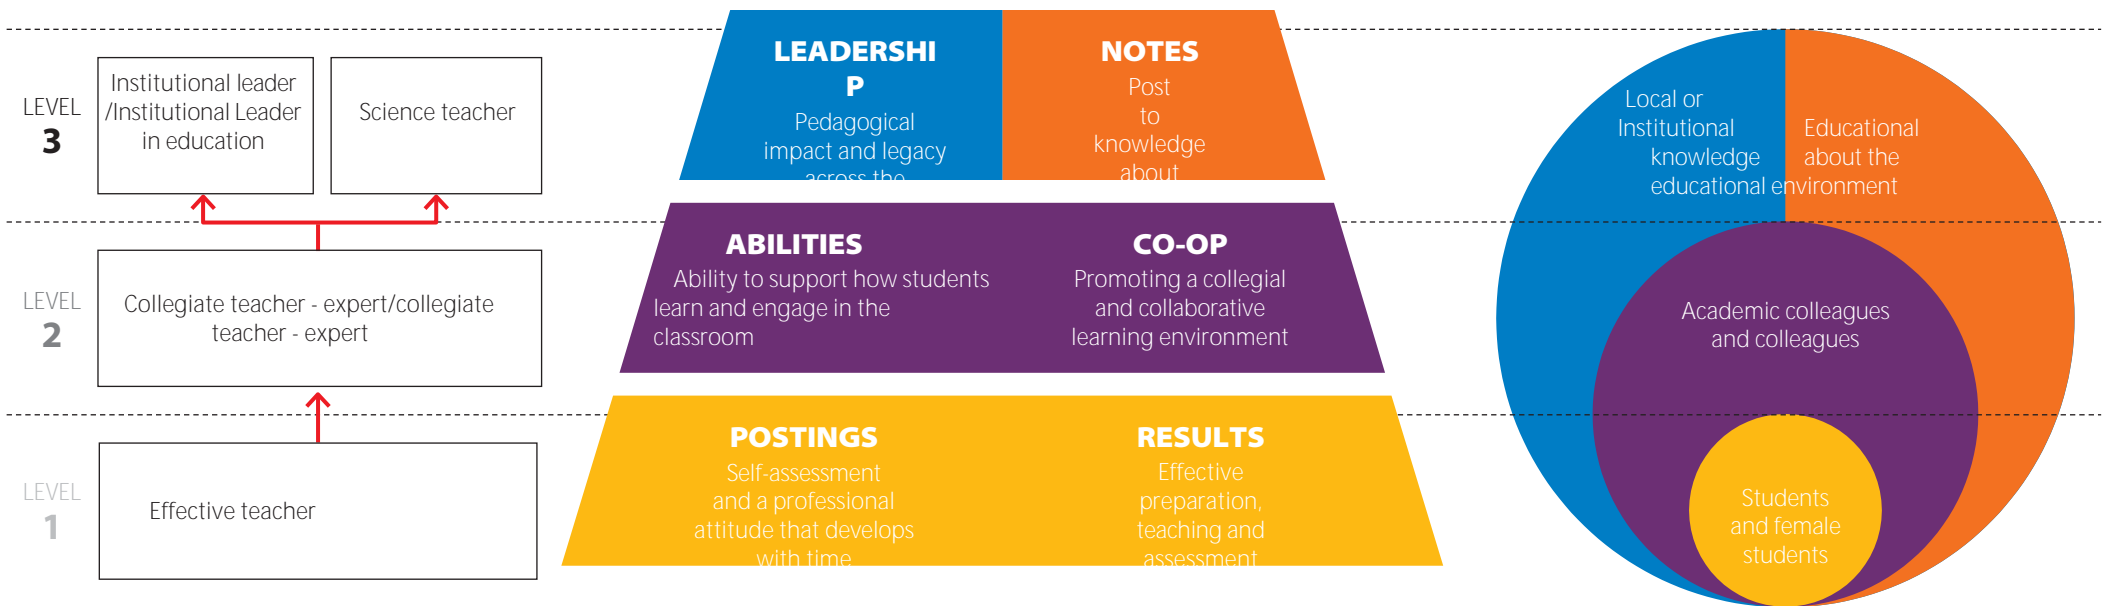 LEVEL
3
Institutional leader
/Institutional Leader
in education
Science teacher
LEADERSHI
P
Pedagogical
impact and legacy
across the
NOTES
Post
to
knowledge
about
Local or
Institutional
knowledge
educational environment
Educational
about the
LEVEL
2
Collegiate teacher - expert/collegiate
teacher - expert
ABILITIES
Ability to support how students
learn and engage in the
classroom
CO-OP
Promoting a collegial
and collaborative
learning environment
Academic colleagues
and colleagues
LEVEL
1
Effective teacher
POSTINGS
Self-assessment
and a professional
attitude that develops
with time
RESULTS
Effective
preparation,
teaching and
assessment
Students
and female
students